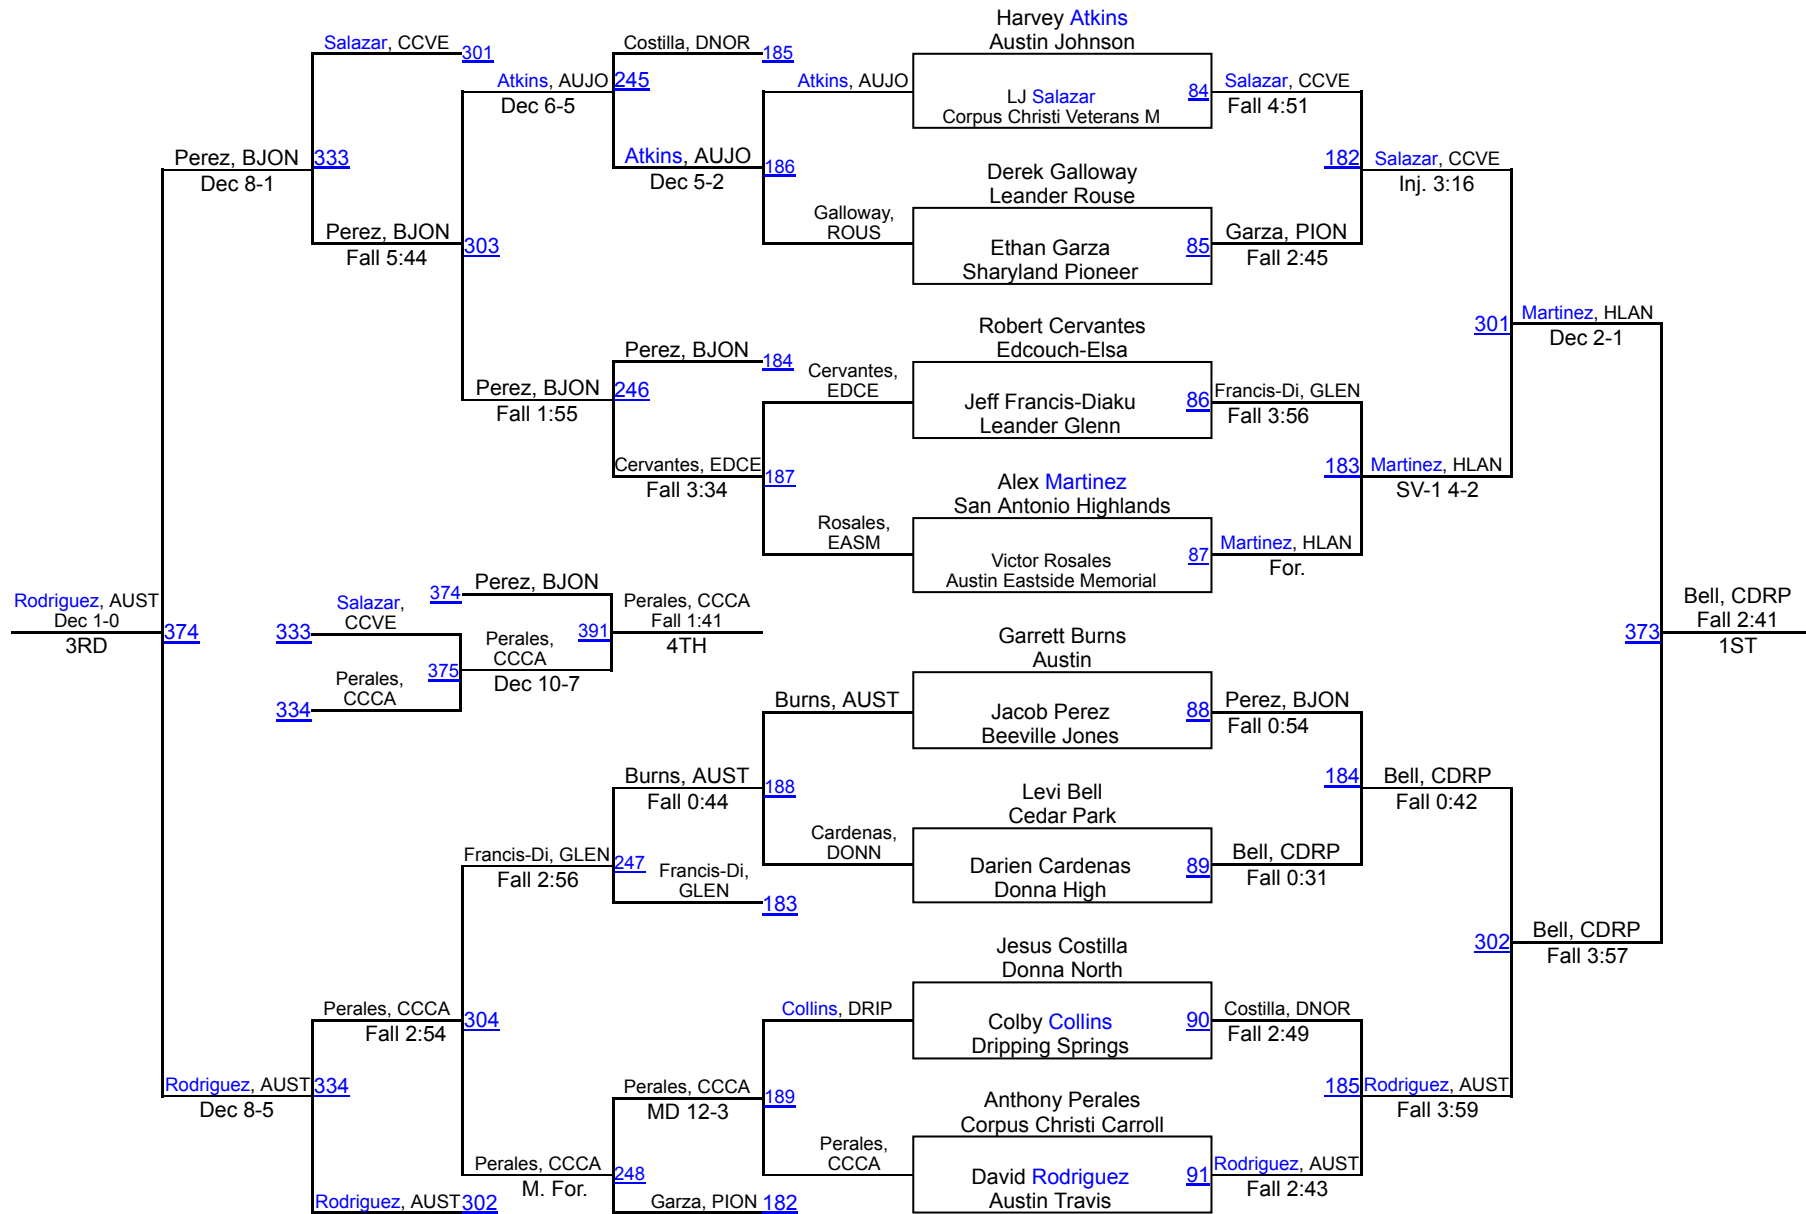 Harvey Atkins
Austin Johnson
Salazar, CCVE
301
Costilla, DNOR
185
Atkins, AUJO
245
Dec 6-5
Atkins, AUJO
LJ Salazar
Corpus Christi Veterans M
84
Salazar, CCVE
Fall 4:51
Perez, BJON
333
Dec 8-1
Atkins, AUJO
186
Dec 5-2
Derek Galloway
Leander Rouse
182
Salazar, CCVE
Inj. 3:16
Galloway,
ROUS
Perez, BJON
303
Fall 5:44
Ethan Garza
Sharyland Pioneer
85
Garza, PION
Fall 2:45
Robert Cervantes
Edcouch-Elsa
301
Martinez, HLAN
Dec 2-1
Perez, BJON
184
Cervantes,
EDCE
Perez, BJON
246
Fall 1:55
Jeff Francis-Diaku
Leander Glenn
86
Francis-Di, GLEN
Fall 3:56
Cervantes, EDCE
187
Fall 3:34
Alex Martinez
San Antonio Highlands
183
Martinez, HLAN
SV-1 4-2
Rosales,
EASM
Victor Rosales
Austin Eastside Memorial
87
Martinez, HLAN
For.
374
Perez, BJON
Rodriguez, AUST
Dec 1-0
3RD
374
333
Salazar,
CCVE
Perales,
CCCA
391
Perales, CCCA
Fall 1:41
4TH
375
Dec 10-7
334
Perales,
CCCA
Garrett Burns
Austin
373
Bell, CDRP
Fall 2:41
1ST
Burns, AUST
Jacob Perez
Beeville Jones
88
Perez, BJON
Fall 0:54
Burns, AUST
188
Fall 0:44
Levi Bell
Cedar Park
184
Bell, CDRP
Fall 0:42
Cardenas,
DONN
Francis-Di, GLEN
247
Fall 2:56
Francis-Di,
GLEN
183
Darien Cardenas
Donna High
89
Bell, CDRP
Fall 0:31
Jesus Costilla
Donna North
302
Bell, CDRP
Fall 3:57
Perales, CCCA
304
Fall 2:54
Collins, DRIP
Colby Collins
Dripping Springs
90
Costilla, DNOR
Fall 2:49
Rodriguez, AUST
334
Dec 8-5
Perales, CCCA
189
MD 12-3
Anthony Perales
Corpus Christi Carroll
185
Rodriguez, AUST
Fall 3:59
Perales,
CCCA
Perales, CCCA
248
M. For.
David Rodriguez
Austin Travis
91
Rodriguez, AUST
Fall 2:43
Rodriguez, AUST
302
Garza, PION
182